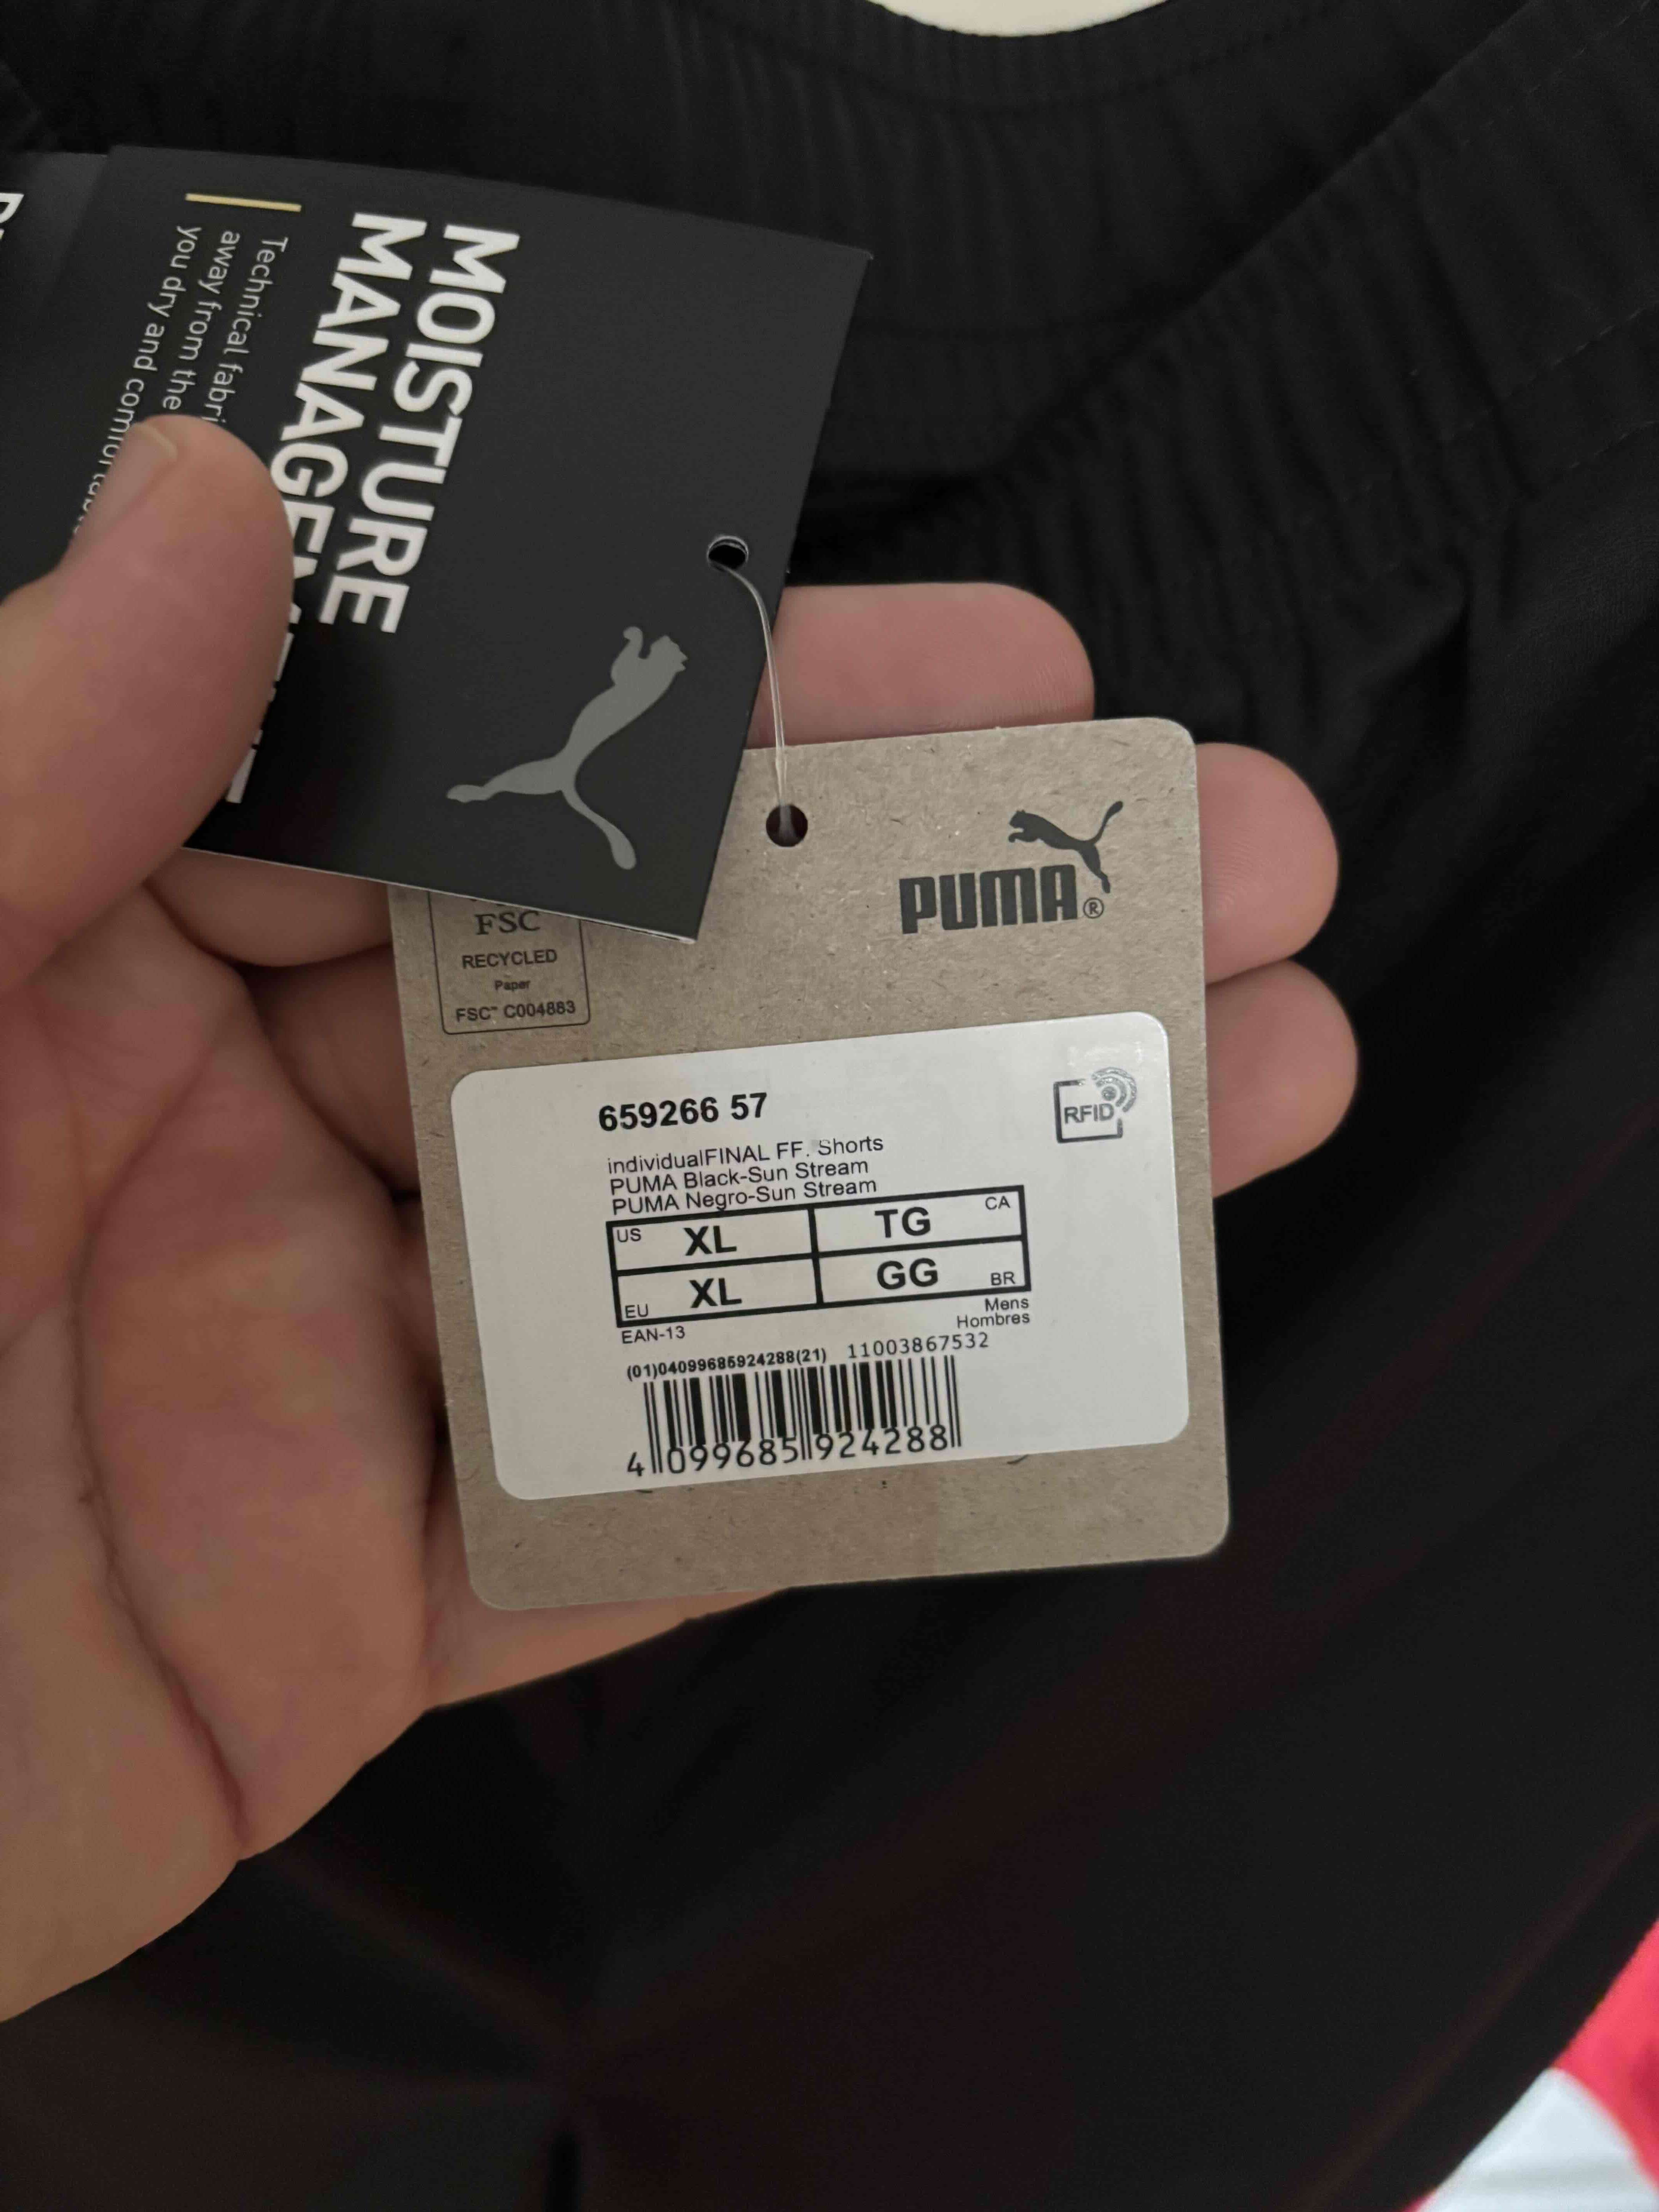 MOISTURE
MANAGEMENT
Technical fabri
away from the
you dry and
FSC
RECYCLED
Paper
FSC™ C004883
PUMA®
659266 57
RFID
individualFINAL FF. Shorts
PUMA Black-Sun Stream
PUMA Negro-Sun Stream
US XL TG CA
EU XL GG BR
EAN-13 Mens
Hombres
(01)04099685924288(21) 11003867532
4 099685 924288